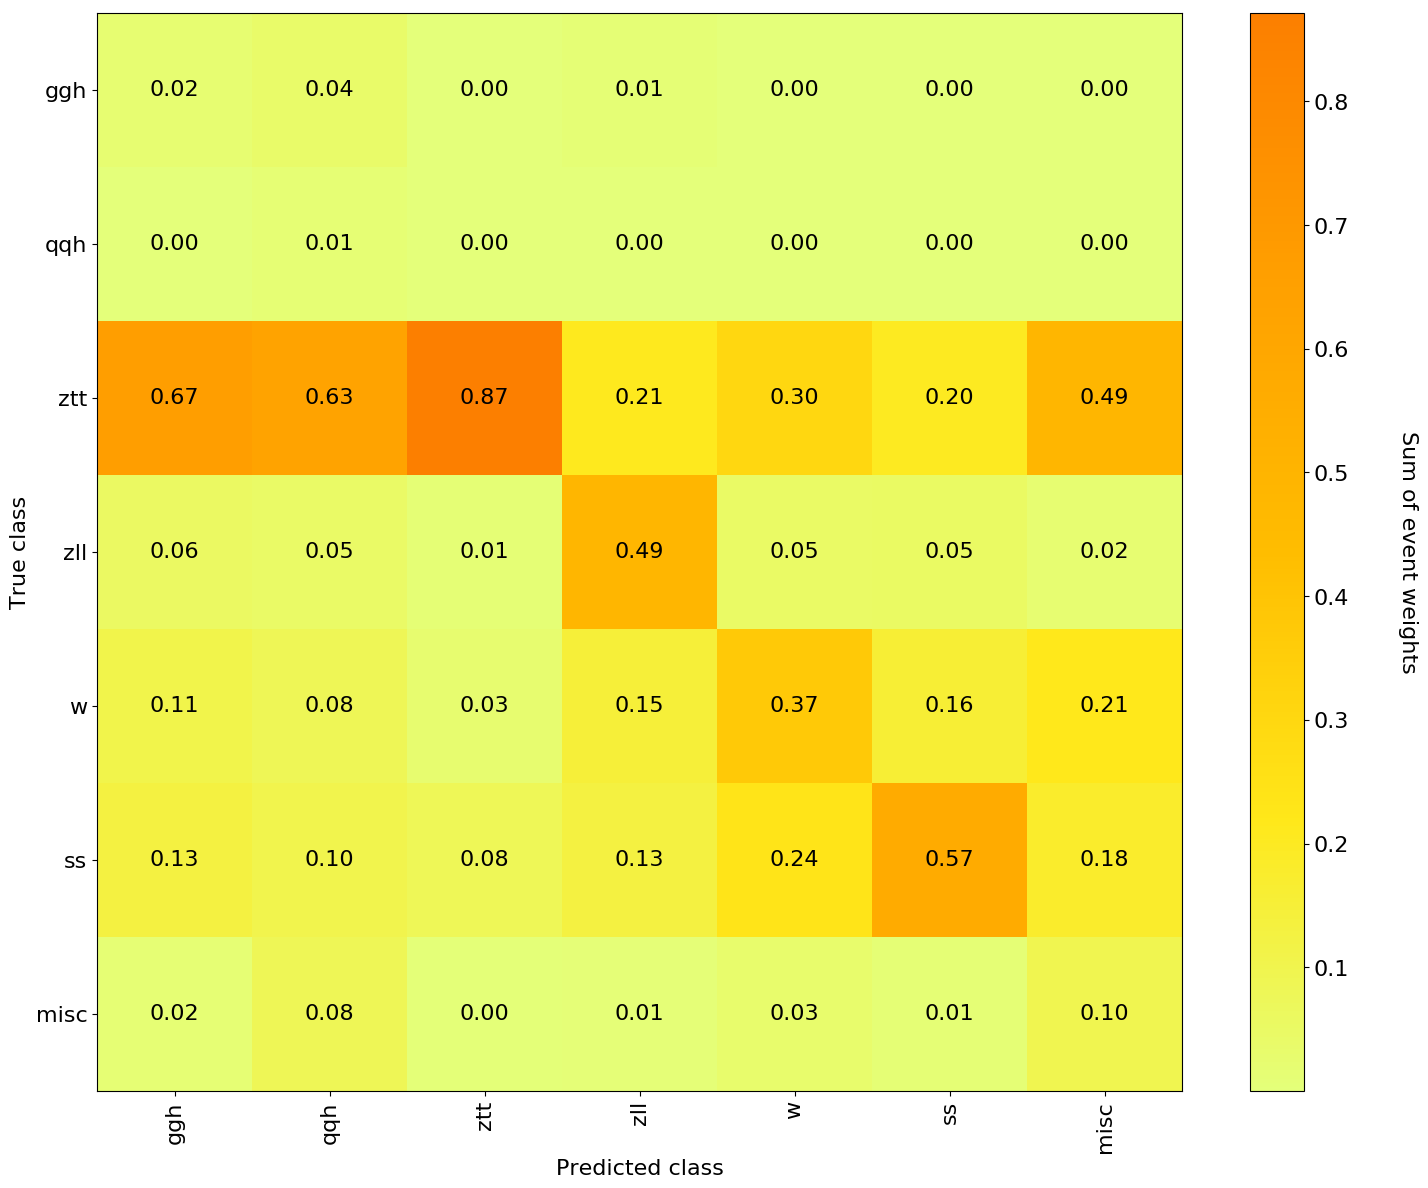 ggh 0.02 0.04 0.00 0.01 0.00 0.00 0.00
qqh 0.00 0.01 0.00 0.00 0.00 0.00 0.00
ztt 0.67 0.63 0.87 0.21 0.30 0.20 0.49
zll 0.06 0.05 0.01 0.49 0.05 0.05 0.02
w 0.11 0.08 0.03 0.15 0.37 0.16 0.21
ss 0.13 0.10 0.08 0.13 0.24 0.57 0.18
misc 0.02 0.08 0.00 0.01 0.03 0.01 0.10
ggh qqh ztt zll w ss misc
Predicted class
True class
0.8
0.7
0.6
0.5
0.4
0.3
0.2
0.1
Sum of event weights